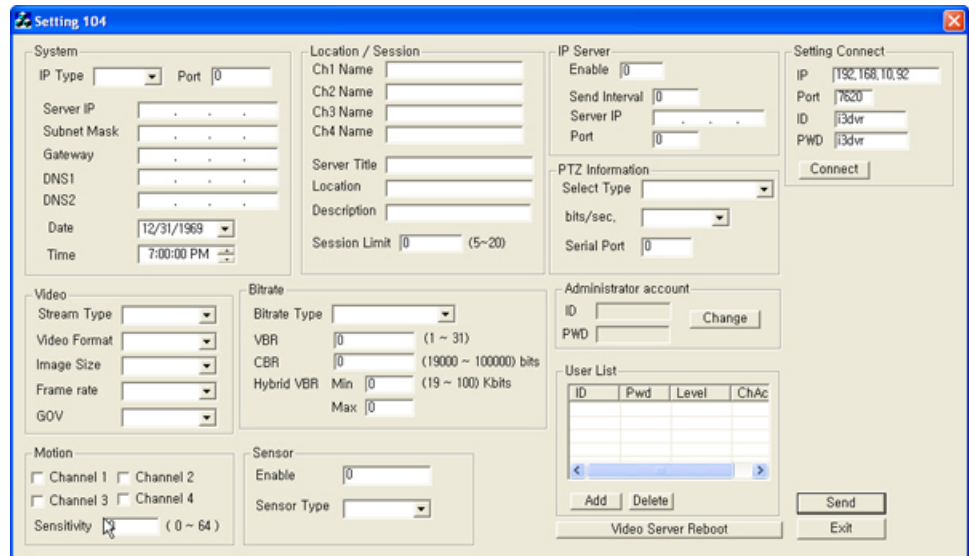 Setting 104
System
IP Type
Port 0
Server IP . . .
Subnet Mask . . .
Gateway . . .
DNS1 . . .
DNS2 . . .
Date 12/31/1969
Time 7:00:00 PM
Location / Session
Ch1 Name
Ch2 Name
Ch3 Name
Ch4 Name
Server Title
Location
Description
Session Limit 0 (5~20)
IP Server
Enable 0
Send Interval 0
Server IP . . .
Port 0
PTZ Information
Select Type
bits/sec.
Serial Port 0
Setting Connect
IP 192.168.10.92
Port 7620
ID i3dvr
PWD i3dvr
Connect
Video
Stream Type
Video Format
Image Size
Frame rate
GOV
Bitrate
Bitrate Type
VBR 0 (1 ~ 31)
CBR 0 (19000 ~ 100000) bits
Hybrid VBR Min 0 (19 ~ 100) Kbits
Max 0
Administrator account
ID
PWD
Change
User List
ID Pwd Level ChAc
Add Delete
Motion
Channel 1 Channel 2
Channel 3 Channel 4
Sensitivity ( 0 ~ 64 )
Sensor
Enable 0
Sensor Type
Video Server Reboot
Send
Exit